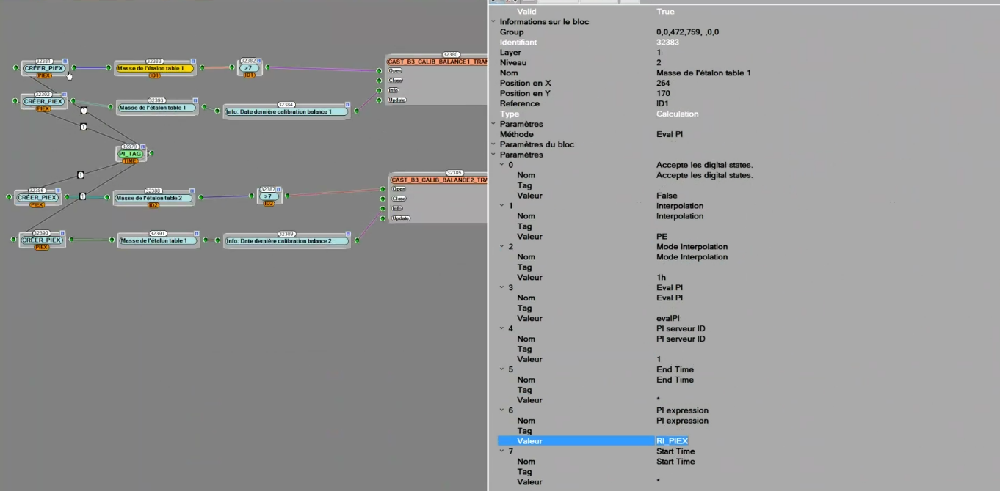 32381
CRÉER_PIEX
PIEX
32383
Masse de l'étalon table 1
ID1
32382
>7
ID1
32380
CAST_B3_CALIB_BALANCE1_TRAN
Open
Close
Info
Update
32392
CRÉER_PIEX
PIEX
32393
Masse de l'étalon table 1
32384
Info: Date dernière calibration balance 1
1
1
32379
PI_TAG
TIME
1
1
32386
CRÉER_PIEX
PIEX
32388
Masse de l'étalon table 2
ID2
32387
>7
ID2
32385
CAST_B3_CALIB_BALANCE2_TRA
Open
Close
Info
Update
32390
CRÉER_PIEX
PIEX
32391
Masse de l'étalon table 1
32389
Info: Date dernière calibration balance 2
Valid True
Informations sur le bloc
Group 0,0,472,759, ,0,0
Identifiant 32383
Layer 1
Niveau 2
Nom Masse de l'étalon table 1
Position en X 264
Position en Y 170
Reference ID1
Type Calculation
Paramètres
Méthode Eval PI
Paramètres du bloc
Paramètres
0 Accepte les digital states.
Nom Accepte les digital states.
Tag
Valeur False
1 Interpolation
Nom Interpolation
Tag
Valeur PE
2 Mode Interpolation
Nom Mode Interpolation
Tag
Valeur 1h
3 Eval PI
Nom Eval PI
Tag
Valeur evalPI
4 PI serveur ID
Nom PI serveur ID
Tag
Valeur 1
5 End Time
Nom End Time
Tag
Valeur *
6 PI expression
Nom PI expression
Tag
Valeur RI_PIEX
7 Start Time
Nom Start Time
Tag
Valeur *